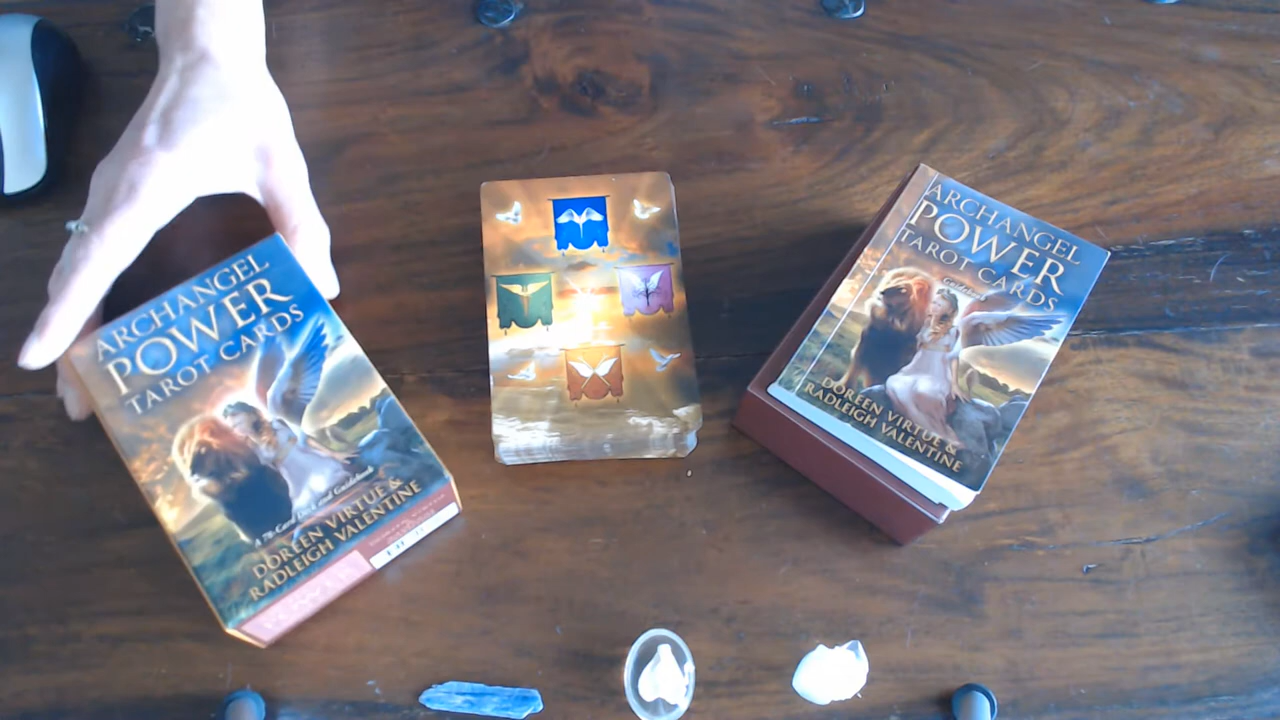 ARCHANGEL
POWER
TAROT CARDS
A 78-Card Deck and Guidebook
DOREEN VIRTUE &
RADLEIGH VALENTINE
ARCHANGEL
POWER
TAROT CARDS
Guidebook
DOREEN VIRTUE &
RADLEIGH VALENTINE